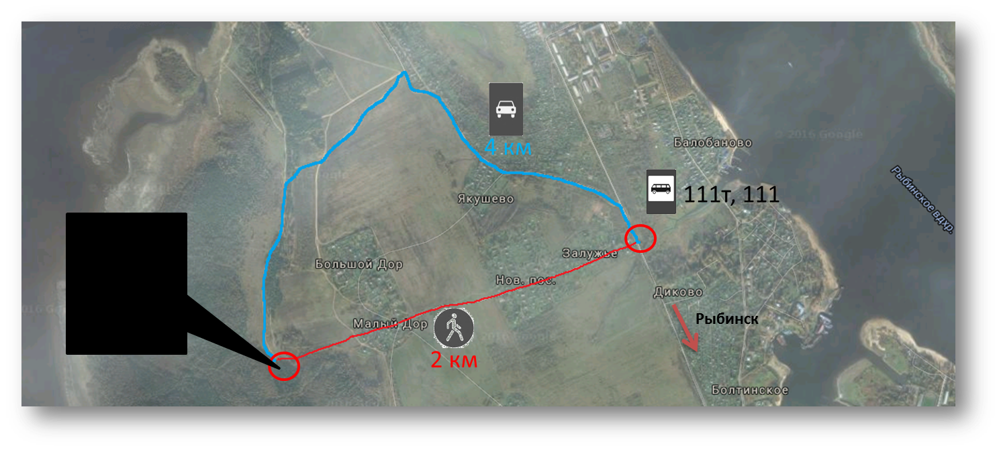 Балобаново
© 2016 Google
Рыбинское вдхр.
4 км
111т, 111
Якушево
Залужье
Большой Дор
Нов. пос.
Диково
Рыбинск
Малый Дор
2 км
Болтинское